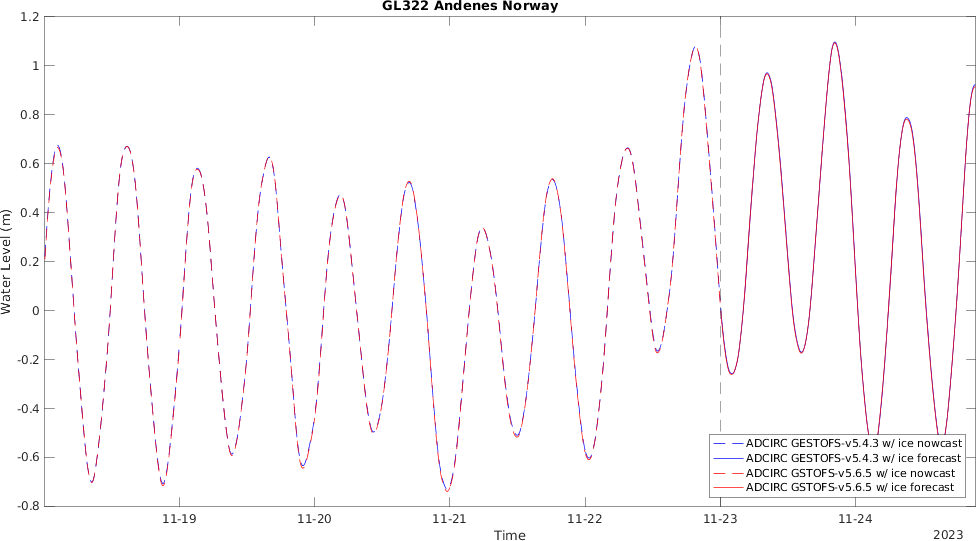 GL322 Andenes Norway
1.2
1
0.8
0.6
0.4
0.2
0
-0.2
-0.4
-0.6
-0.8
Water Level (m)
11-19 11-20 11-21 11-22 11-23 11-24
Time
2023
ADCIRC GESTOFS-v5.4.3 w/ ice nowcast
ADCIRC GESTOFS-v5.4.3 w/ ice forecast
ADCIRC GSTOFS-v5.6.5 w/ ice nowcast
ADCIRC GSTOFS-v5.6.5 w/ ice forecast